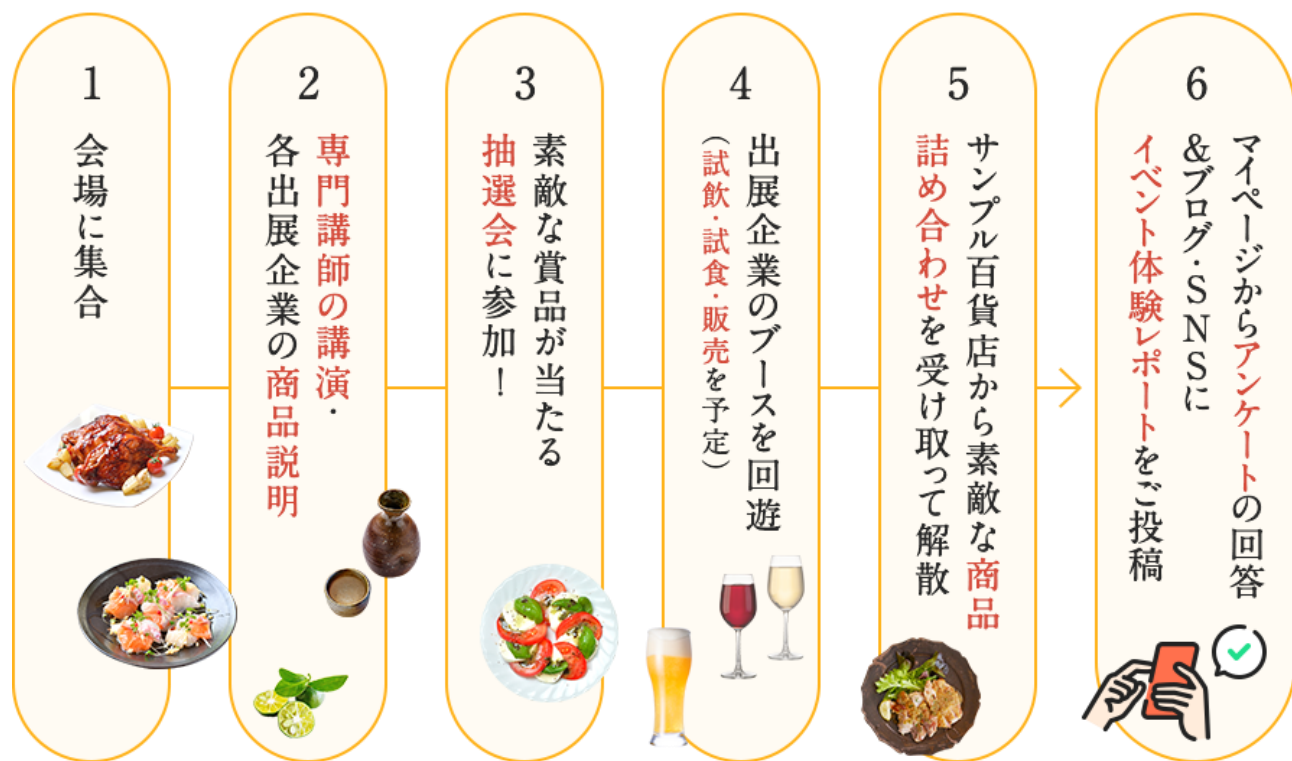 1
会場に集合
2
専門講師の講演・
各出展企業の商品説明
3
素敵な賞品が当たる
抽選会に参加！
4
出展企業のブースを回遊
（試飲・試食・販売を予定）
5
サンプル百貨店から素敵な商品
詰め合わせを受け取って解散
6
マイページからアンケートの回答
&ブログ・SNSに
イベント体験レポートをご投稿